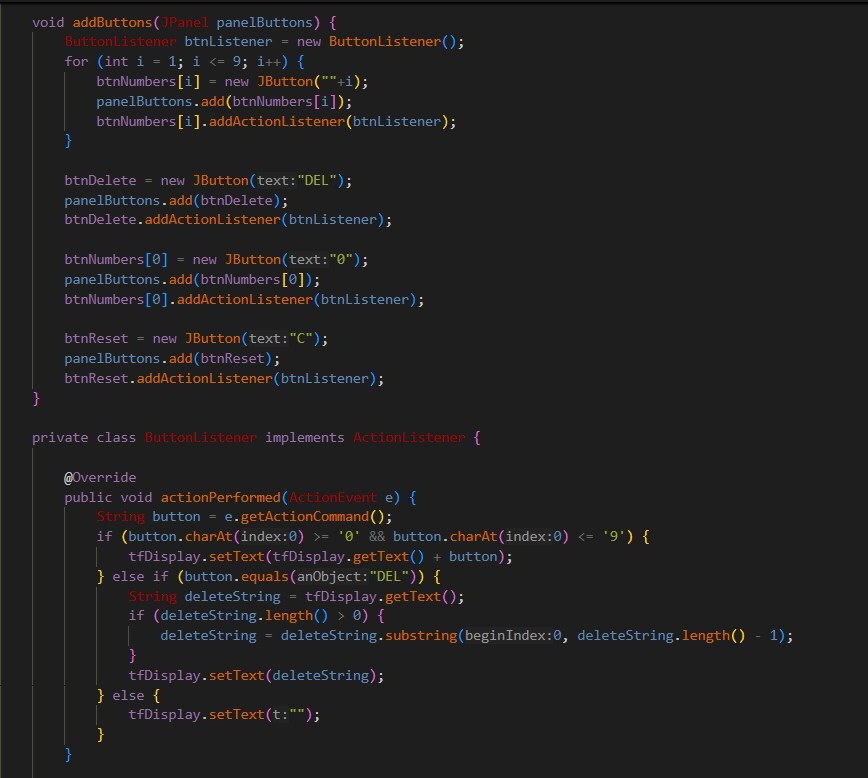 void addButtons(JPanel panelButtons) {
    ButtonListener btnListener = new ButtonListener();
    for (int i = 1; i <= 9; i++) {
        btnNumbers[i] = new JButton(""+i);
        panelButtons.add(btnNumbers[i]);
        btnNumbers[i].addActionListener(btnListener);
    }

    btnDelete = new JButton(text:"DEL");
    panelButtons.add(btnDelete);
    btnDelete.addActionListener(btnListener);

    btnNumbers[0] = new JButton(text:"0");
    panelButtons.add(btnNumbers[0]);
    btnNumbers[0].addActionListener(btnListener);

    btnReset = new JButton(text:"C");
    panelButtons.add(btnReset);
    btnReset.addActionListener(btnListener);
}

private class ButtonListener implements ActionListener {

    @Override
    public void actionPerformed(ActionEvent e) {
        String button = e.getActionCommand();
        if (button.charAt(index:0) >= '0' && button.charAt(index:0) <= '9') {
            tfDisplay.setText(tfDisplay.getText() + button);
        } else if (button.equals(anObject:"DEL")) {
            String deleteString = tfDisplay.getText();
            if (deleteString.length() > 0) {
                deleteString = deleteString.substring(beginIndex:0, deleteString.length() - 1);
            }
            tfDisplay.setText(deleteString);
        } else {
            tfDisplay.setText(t:"");
        }
    }